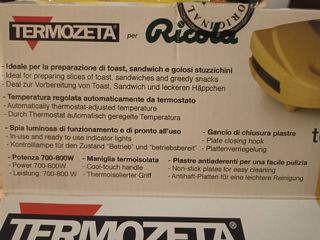 TERMOZETA® per Ricola
ORIGINAL
- Ideale per la preparazione di toast, sandwich e golosi stuzzichini
- Ideal for preparing slices of toast, sandwiches and greedy snacks
- Deal zur Vorbereitung von Toast, Sandwich und leckeren Häppchen
- Temperatura regolata automaticamente da termostato
- Automatically thermostat-adjusted temperature
- Durch Thermostat automatisch geregelte Temperatur
- Spia luminosa di funzionamento e di pronto all'uso
- In-use and ready to use indicator lights
- Kontrolllampe für den Zustand "Betrieb" und "betriebsbereit"
- Gancio di chiusura piastre
- Plate closing hook
- Plattenverriegelung
- Potenza 700-800W
- Power 700-800W
- Leistung: 700-800 W
- Maniglia termoisolata
- Cool-touch handle
- Thermoisolierter Griff
- Piastre antiaderenti per una facile pulizia
- Non-stick plates for easy cleaning
- Antihaft-Platten für eine leichtere Reinigung
TERMOZETA®